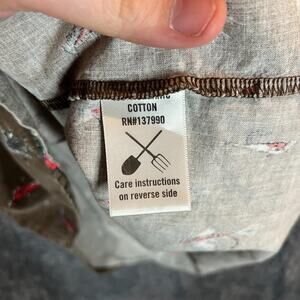 COTTON
RN#137990
Care instructions
on reverse side